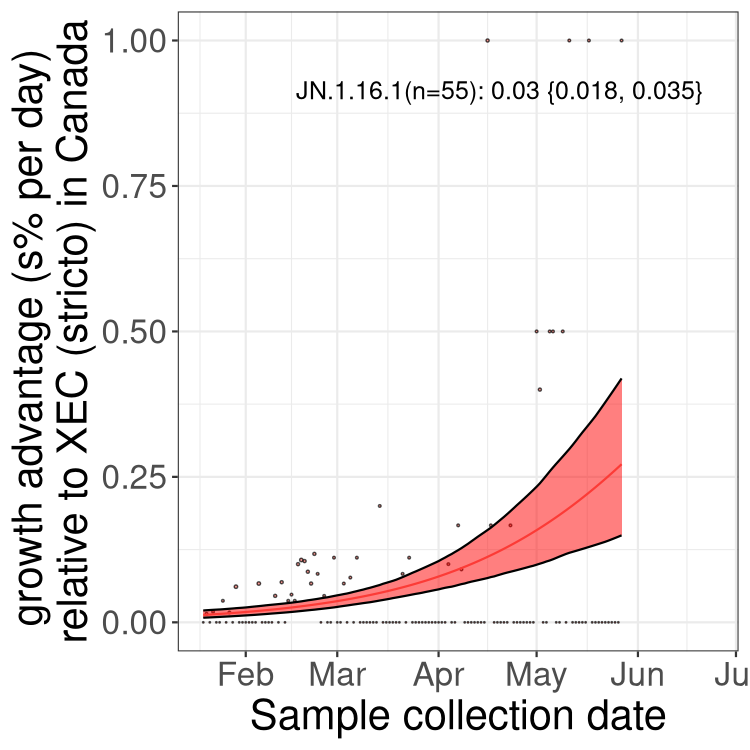 growth advantage (s% per day)
relative to XEC (stricto) in Canada
1.00
JN.1.16.1(n=55): 0.03 {0.018, 0.035}
0.75
0.50
0.25
0.00
Feb Mar Apr May Jun Ju
Sample collection date